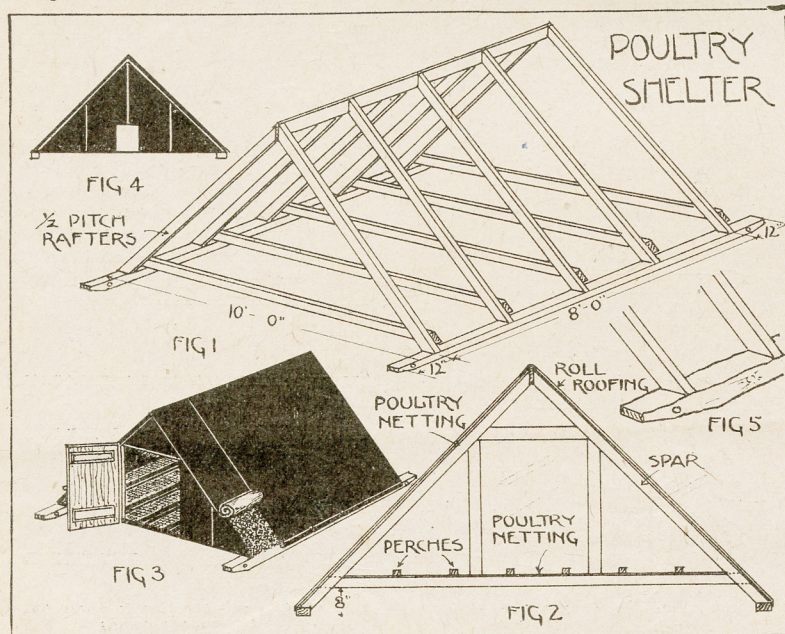 POULTRY
SHELTER
FIG 4
½ PITCH
RAFTERS
10'-0"
8'-0"
12"
12"
FIG 1
FIG 5
ROLL
ROOFING
POULTRY
NETTING
SPAR
PERCHES
POULTRY
NETTING
8"
FIG 3
FIG 2